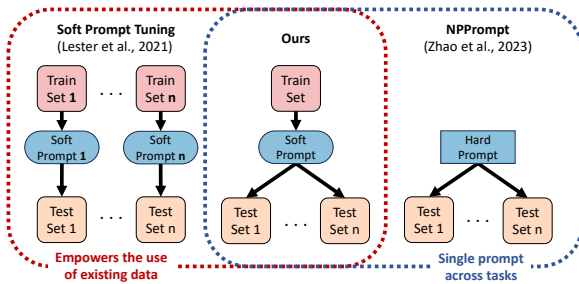 Soft Prompt Tuning
(Lester et al., 2021)
Train
Set 1
. . .
Train
Set n
Soft
Prompt 1
Soft
Prompt n
Test
Set 1
. . .
Test
Set n
Empowers the use
of existing data
Ours
Train
Set
Soft
Prompt
Test
Set 1
. . .
Test
Set n
NPPrompt
(Zhao et al., 2023)
Hard
Prompt
Test
Set 1
. . .
Test
Set n
Single prompt
across tasks